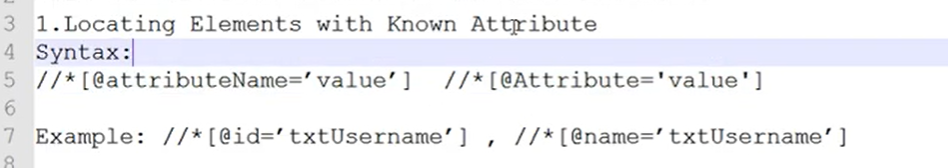 3 1.Locating Elements with Known Attribute
4 Syntax:
5 //*[@attributeName=’value’]  //*[@Attribute='value']
6
7 Example: //*[@id=’txtUsername’] , //*[@name=’txtUsername’]
8